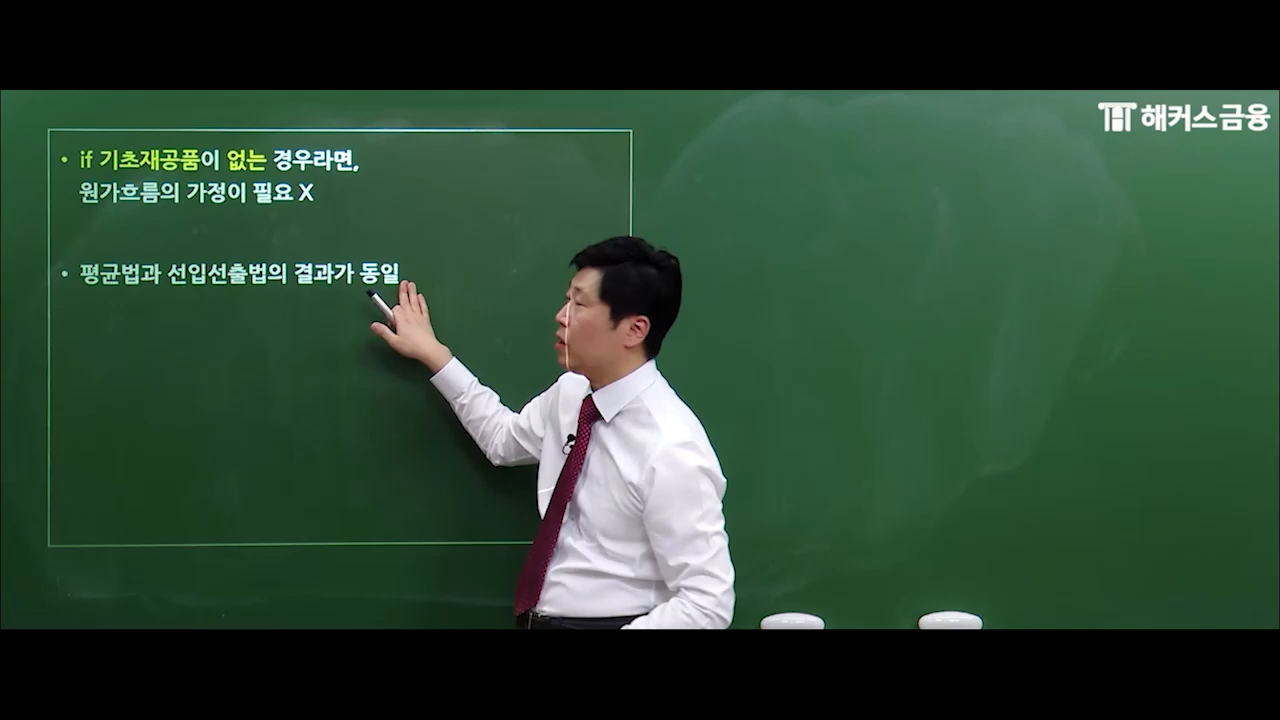 해커스금융
• if 기초재공품이 없는 경우라면,
원가흐름의 가정이 필요 X
• 평균법과 선입선출법의 결과가 동일